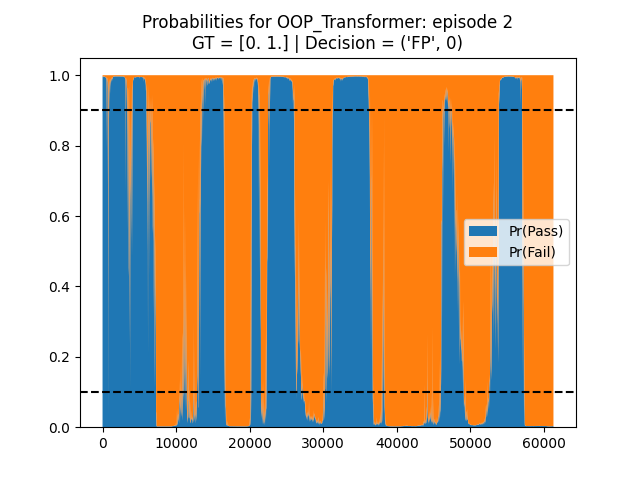 Probabilities for OOP_Transformer: episode 2
GT = [0. 1.] | Decision = ('FP', 0)
1.0
0.8
0.6
0.4
0.2
0.0
Pr(Pass)
Pr(Fail)
0 10000 20000 30000 40000 50000 60000